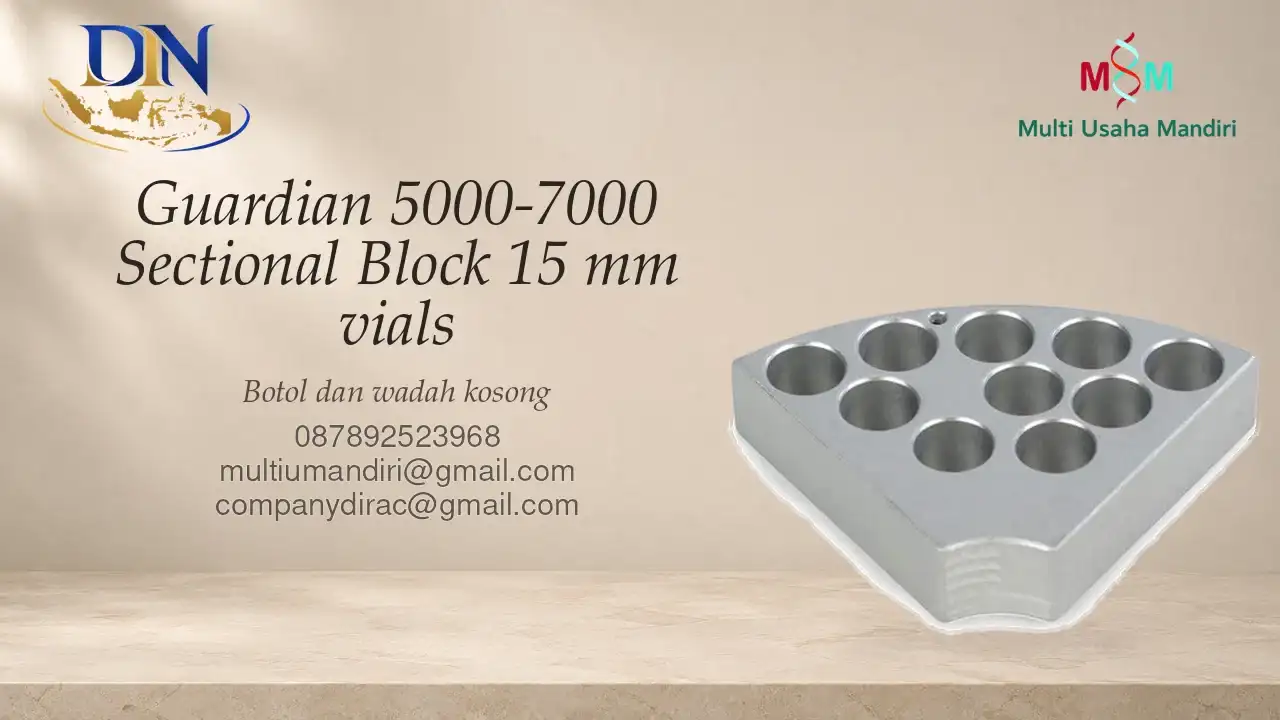 DN
MSM
Multi Usaha Mandiri
Guardian 5000-7000
Sectional Block 15 mm
vials
Botol dan wadah kosong
087892523968
multiumandiri@gmail.com
companydirac@gmail.com